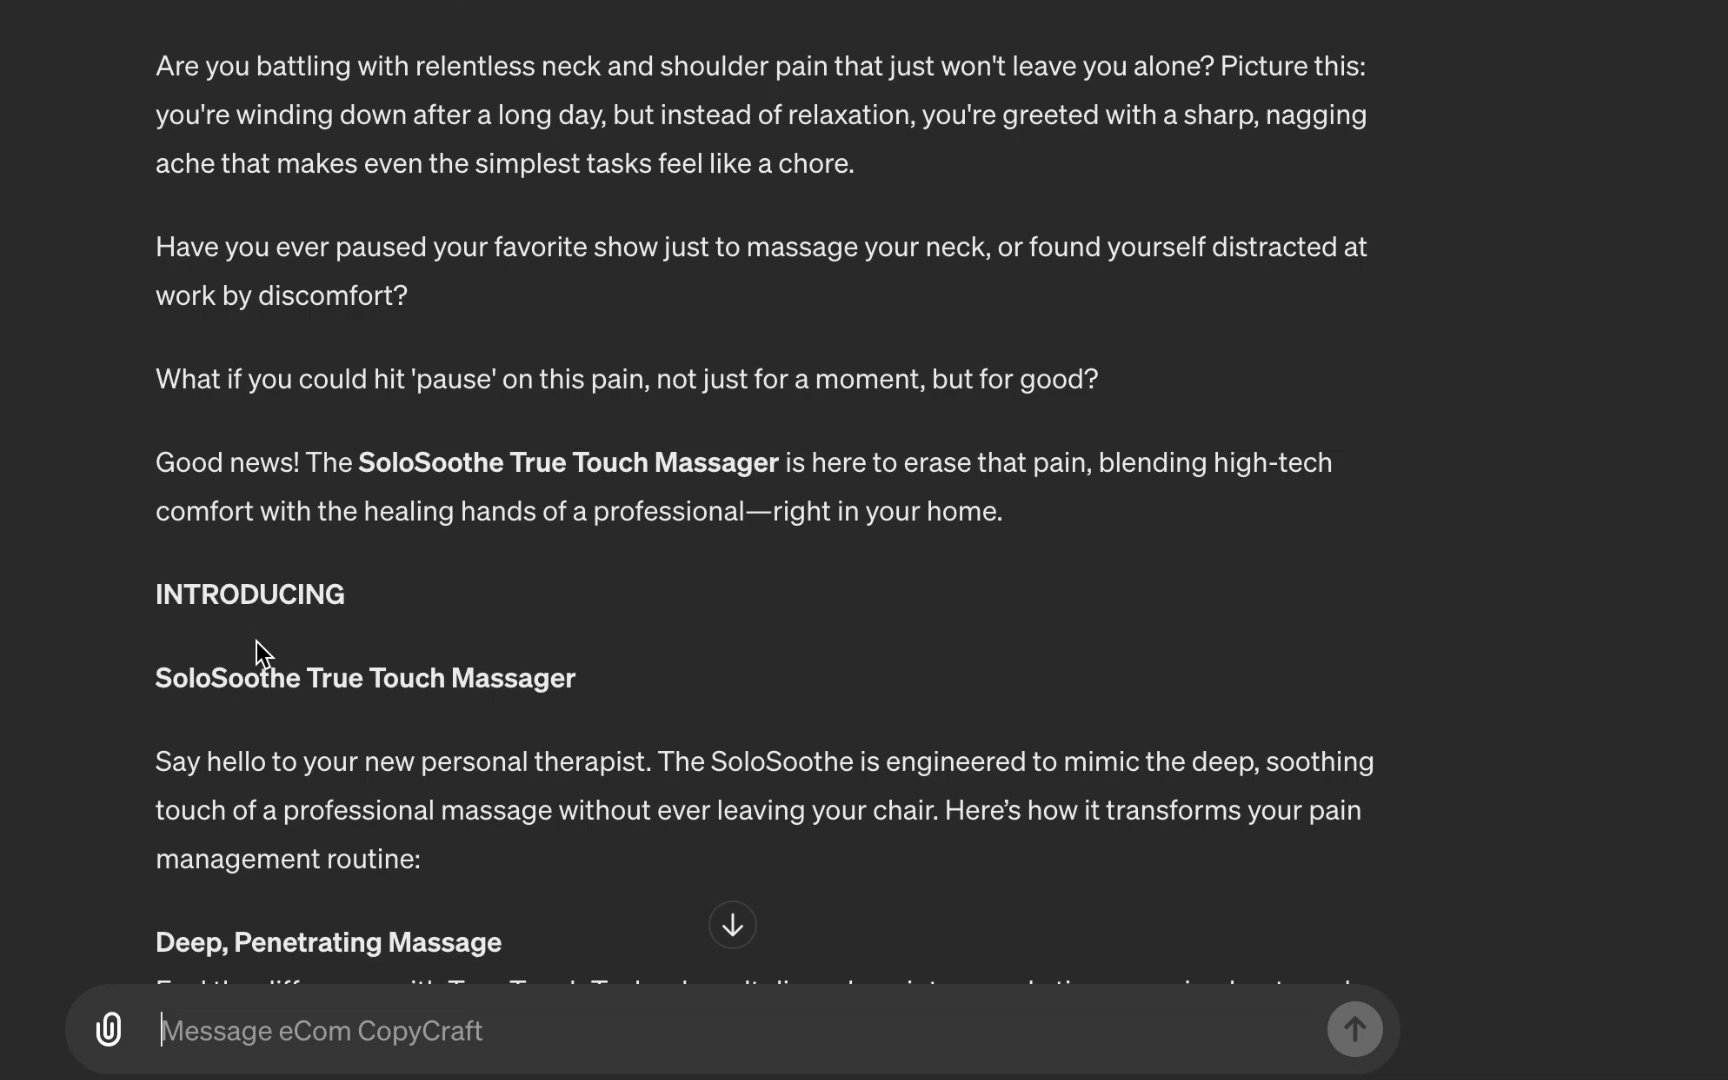 Are you battling with relentless neck and shoulder pain that just won't leave you alone? Picture this:
you're winding down after a long day, but instead of relaxation, you're greeted with a sharp, nagging
ache that makes even the simplest tasks feel like a chore.
Have you ever paused your favorite show just to massage your neck, or found yourself distracted at
work by discomfort?
What if you could hit 'pause' on this pain, not just for a moment, but for good?
Good news! The SoloSoothe True Touch Massager is here to erase that pain, blending high-tech
comfort with the healing hands of a professional—right in your home.
INTRODUCING
SoloSoothe True Touch Massager
Say hello to your new personal therapist. The SoloSoothe is engineered to mimic the deep, soothing
touch of a professional massage without ever leaving your chair. Here’s how it transforms your pain
management routine:
Deep, Penetrating Massage
Message eCom CopyCraft